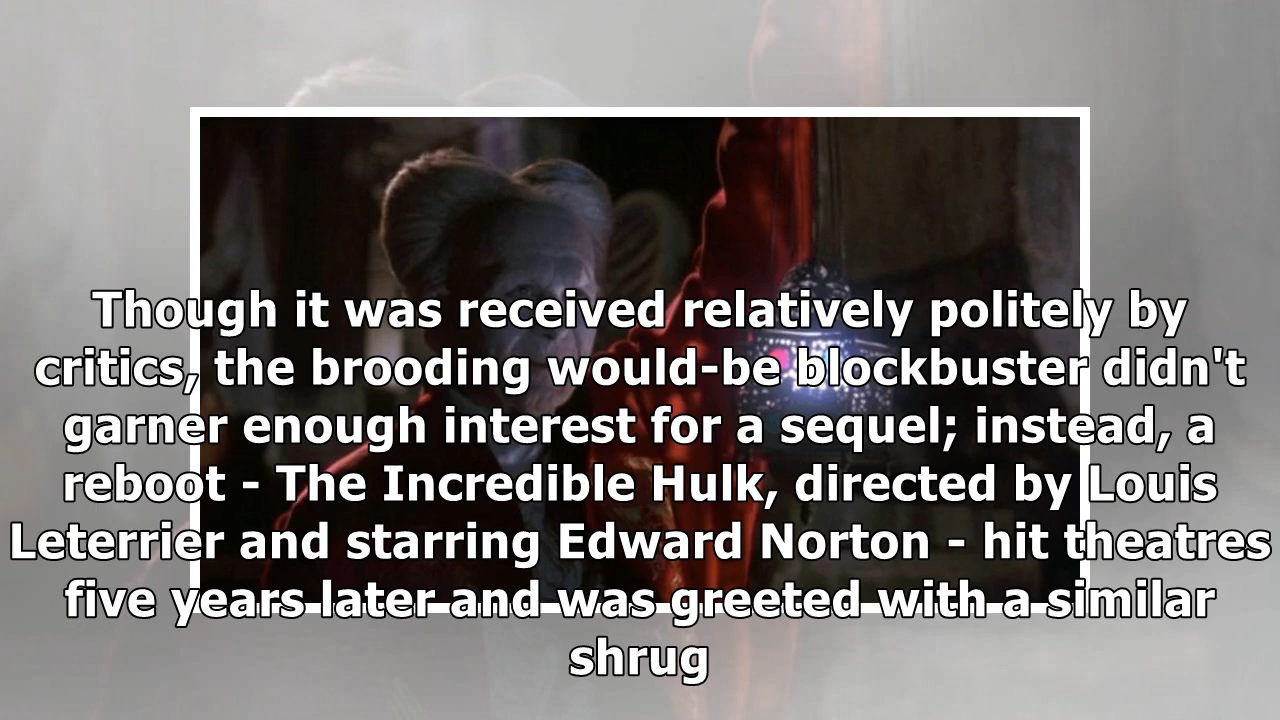 Though it was received relatively politely by
critics, the brooding would-be blockbuster didn't
garner enough interest for a sequel; instead, a
reboot - The Incredible Hulk, directed by Louis
Leterrier and starring Edward Norton - hit theatres
five years later and was greeted with a similar
shrug